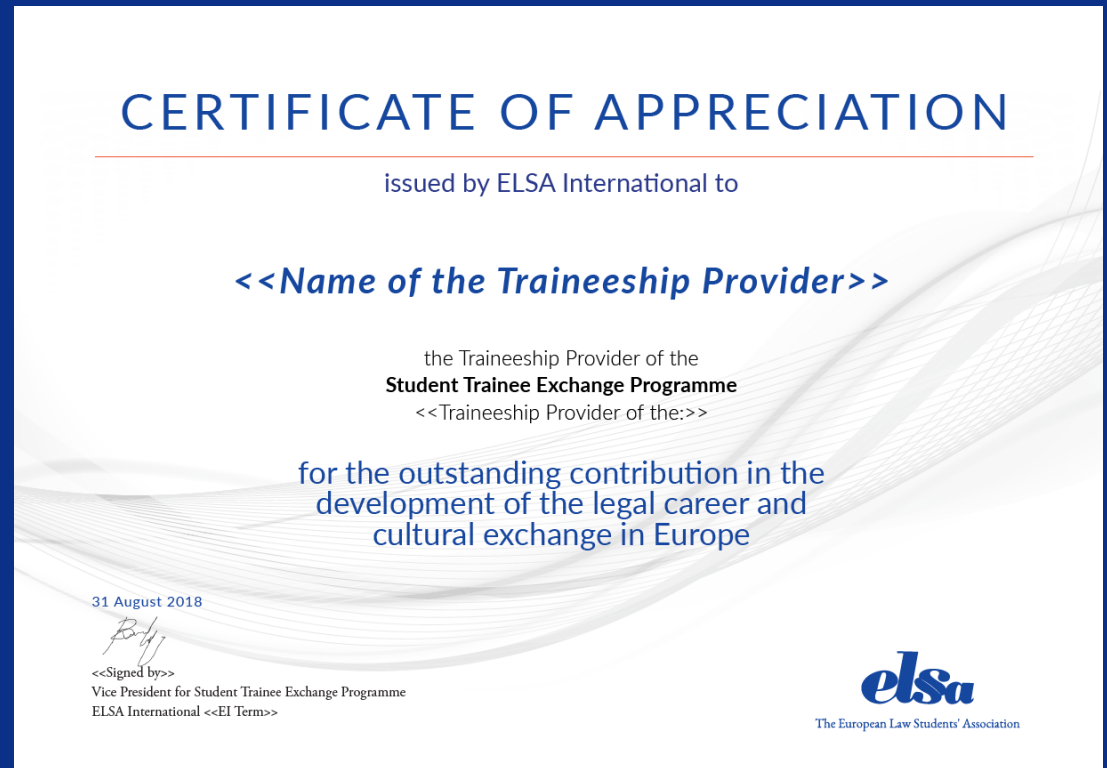 CERTIFICATE OF APPRECIATION
issued by ELSA International to
<<Name of the Traineeship Provider>>
the Traineeship Provider of the
Student Trainee Exchange Programme
<<Traineeship Provider of the:>>
for the outstanding contribution in the
development of the legal career and
cultural exchange in Europe
31 August 2018
<<Signed by>>
Vice President for Student Trainee Exchange Programme
ELSA International <<EI Term>>
elsa
The European Law Students' Association